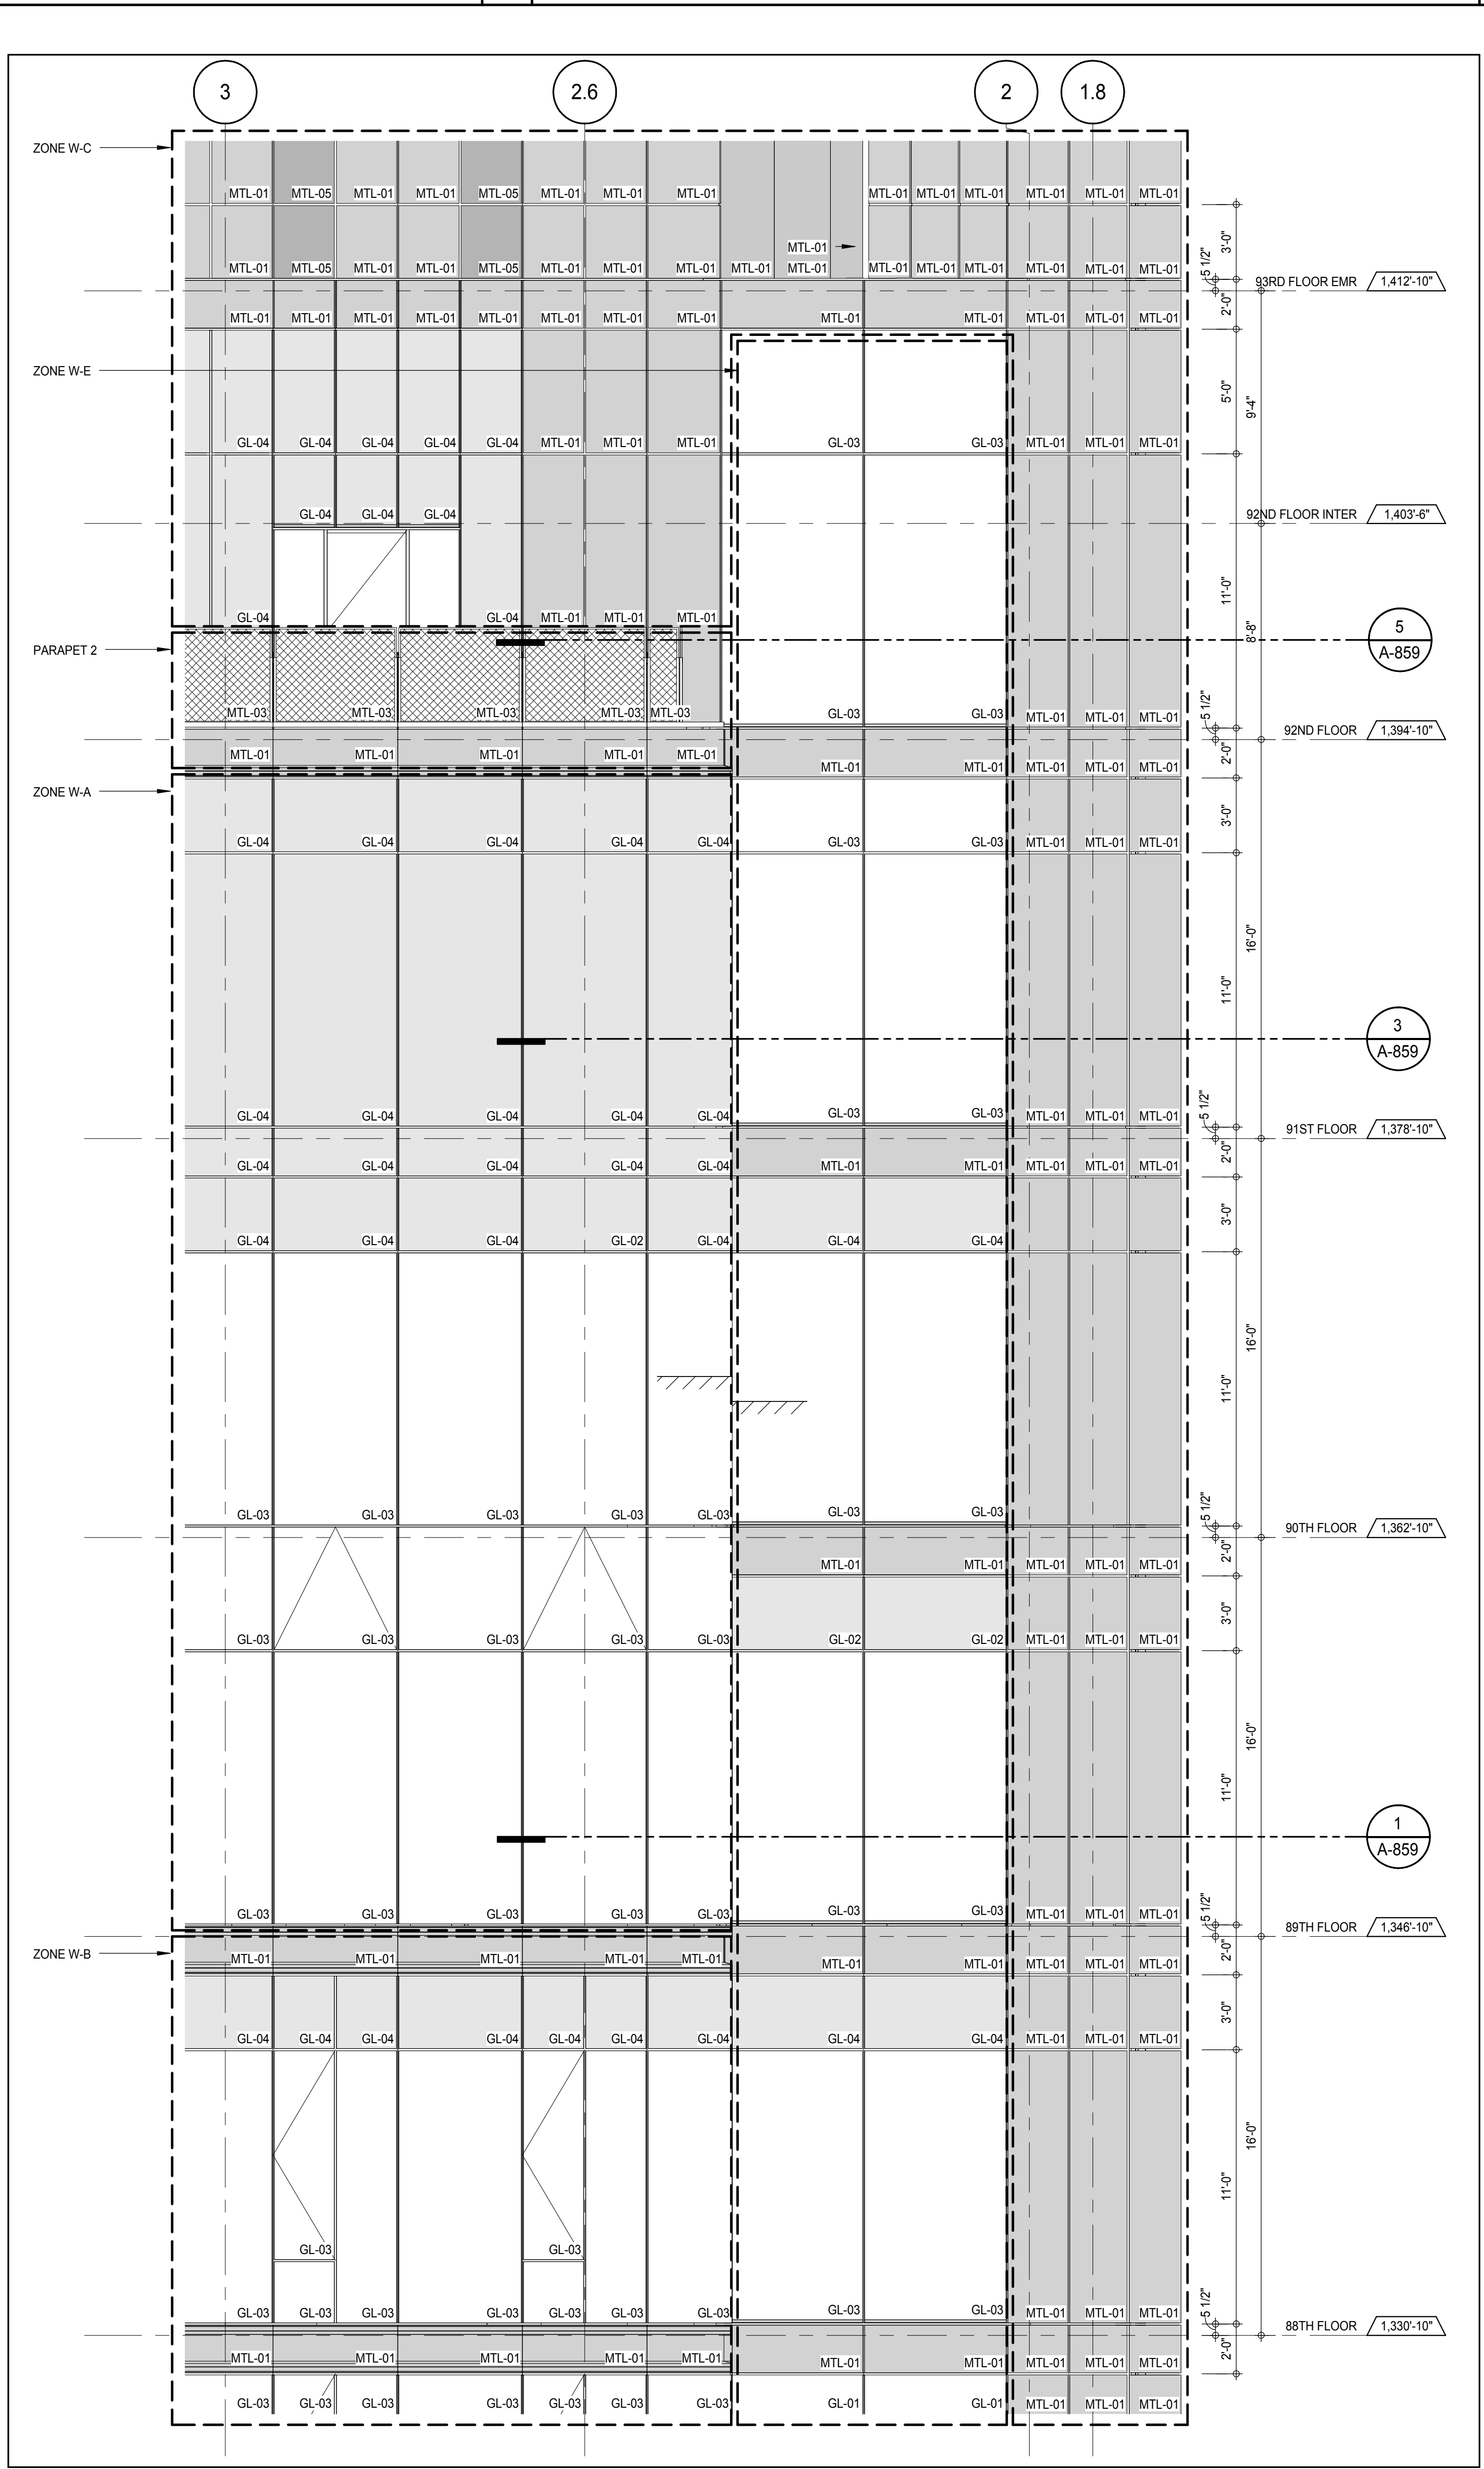 3 2.6 2 1.8
ZONE W-C
MTL-01 MTL-05 MTL-01 MTL-01 MTL-05 MTL-01 MTL-01 MTL-01 MTL-01 MTL-01 MTL-01 MTL-01 MTL-01 MTL-01
3'-0"
MTL-01
5 1/2"
MTL-01 MTL-05 MTL-01 MTL-01 MTL-05 MTL-01 MTL-01 MTL-01 MTL-01 MTL-01 MTL-01 MTL-01 MTL-01 MTL-01 MTL-01 MTL-01
93RD FLOOR EMR 1,412'-10"
2'-0"
MTL-01 MTL-01 MTL-01 MTL-01 MTL-01 MTL-01 MTL-01 MTL-01 MTL-01 MTL-01 MTL-01 MTL-01 MTL-01
ZONE W-E
5'-0"
9'-4"
GL-04 GL-04 GL-04 GL-04 GL-04 MTL-01 MTL-01 MTL-01 GL-03 GL-03 MTL-01 MTL-01 MTL-01
GL-04 GL-04 GL-04
92ND FLOOR INTER 1,403'-6"
11'-0"
GL-04 GL-04 MTL-01 MTL-01 MTL-01
8'-8"
5
A-859
PARAPET 2
MTL-03 MTL-03 MTL-03 MTL-03 MTL-03 GL-03 GL-03 MTL-01 MTL-01 MTL-01
5 1/2"
92ND FLOOR 1,394'-10"
2'-0"
MTL-01 MTL-01 MTL-01 MTL-01 MTL-01
MTL-01 MTL-01 MTL-01 MTL-01 MTL-01
ZONE W-A
3'-0"
GL-04 GL-04 GL-04 GL-04 GL-04 GL-03 GL-03 MTL-01 MTL-01 MTL-01
16'-0"
11'-0"
3
A-859
5 1/2"
GL-04 GL-04 GL-04 GL-04 GL-04 GL-03 GL-03 MTL-01 MTL-01 MTL-01
91ST FLOOR 1,378'-10"
2'-0"
GL-04 GL-04 GL-04 GL-04 GL-04 MTL-01 MTL-01 MTL-01 MTL-01 MTL-01
3'-0"
GL-04 GL-04 GL-04 GL-02 GL-04 GL-04 GL-04
16'-0"
11'-0"
5 1/2"
GL-03 GL-03 GL-03 GL-03 GL-03 GL-03 GL-03
90TH FLOOR 1,362'-10"
2'-0"
MTL-01 MTL-01 MTL-01 MTL-01 MTL-01
3'-0"
GL-03 GL-03 GL-03 GL-03 GL-03 GL-02 GL-02 MTL-01 MTL-01 MTL-01
16'-0"
11'-0"
1
A-859
5 1/2"
GL-03 GL-03 GL-03 GL-03 GL-03 GL-03 GL-03 MTL-01 MTL-01 MTL-01
89TH FLOOR 1,346'-10"
2'-0"
ZONE W-B
MTL-01 MTL-01 MTL-01 MTL-01 MTL-01 MTL-01 MTL-01 MTL-01 MTL-01 MTL-01
3'-0"
GL-04 GL-04 GL-04 GL-04 GL-04 GL-04 GL-04 GL-04 GL-04 MTL-01 MTL-01 MTL-01
16'-0"
11'-0"
GL-03 GL-03
5 1/2"
GL-03 GL-03 GL-03 GL-03 GL-03 GL-03 GL-03 GL-03 GL-03 MTL-01 MTL-01 MTL-01
88TH FLOOR 1,330'-10"
2'-0"
MTL-01 MTL-01 MTL-01 MTL-01 MTL-01 MTL-01 MTL-01 MTL-01 MTL-01 MTL-01
GL-03 GL-03 GL-03 GL-03 GL-03 GL-03 GL-03 GL-01 GL-01 MTL-01 MTL-01 MTL-01